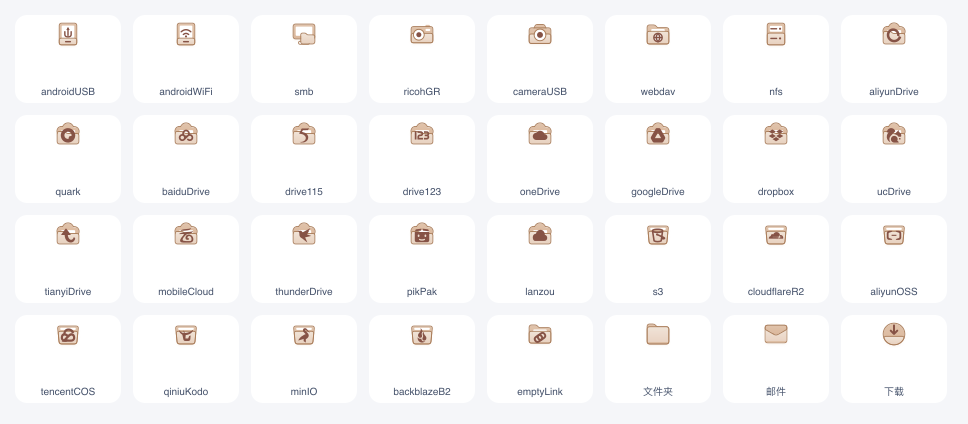 androidUSB androidWiFi smb ricohGR cameraUSB webdav nfs aliyunDrive
quark baiduDrive drive115 drive123 oneDrive googleDrive dropbox ucDrive
tianyiDrive mobileCloud thunderDrive pikPak lanzou s3 cloudflareR2 aliyunOSS
tencentCOS qiniuKodo minIO backblazeB2 emptyLink 文件夹 邮件 下载